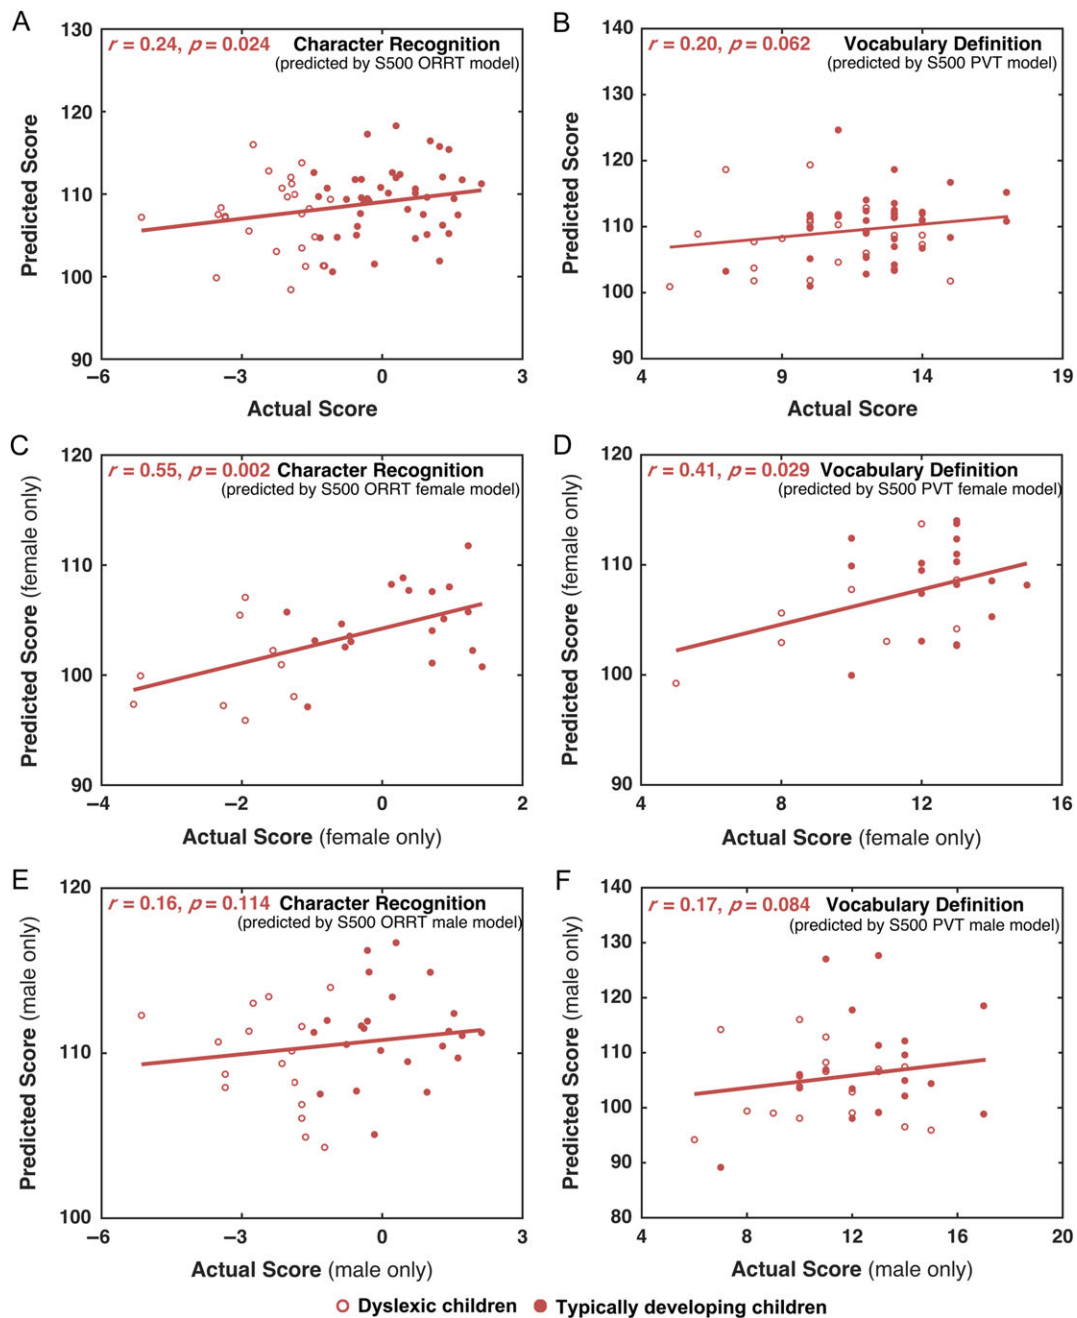 A
r = 0.24, p = 0.024 Character Recognition
(predicted by S500 ORRT model)
Predicted Score
130
120
110
100
90
−6 −3 0 3
Actual Score
B
r = 0.20, p = 0.062 Vocabulary Definition
(predicted by S500 PVT model)
Predicted Score
140
130
120
110
100
90
4 9 14 19
Actual Score
C
r = 0.55, p = 0.002 Character Recognition
(predicted by S500 ORRT female model)
Predicted Score (female only)
120
110
100
90
−4 −2 0 2
Actual Score (female only)
D
r = 0.41, p = 0.029 Vocabulary Definition
(predicted by S500 PVT female model)
Predicted Score (female only)
120
110
100
90
4 8 12 16
Actual Score (female only)
E
r = 0.16, p = 0.114 Character Recognition
(predicted by S500 ORRT male model)
Predicted Score (male only)
120
110
100
−6 −3 0 3
Actual Score (male only)
F
r = 0.17, p = 0.084 Vocabulary Definition
(predicted by S500 PVT male model)
Predicted Score (male only)
140
130
120
110
100
90
80
4 8 12 16 20
Actual Score (male only)
Dyslexic children Typically developing children